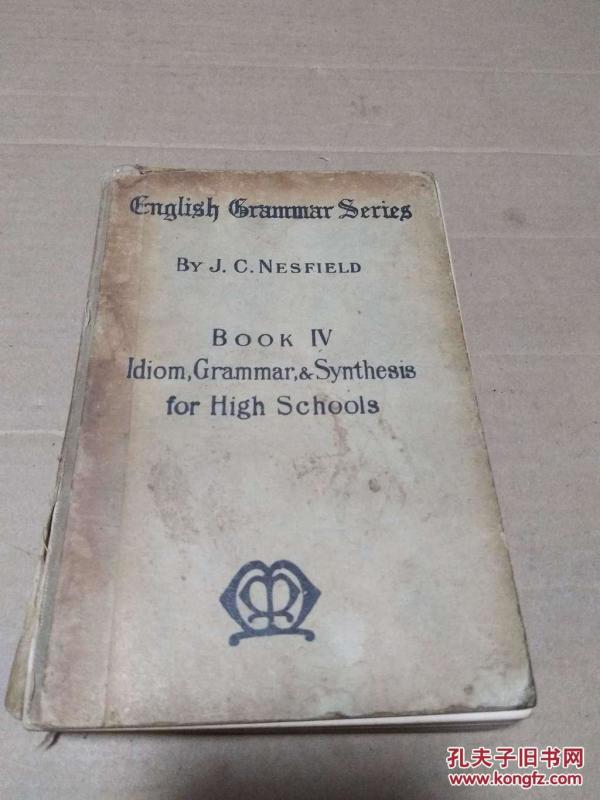 English Grammar Series
BY J. C. NESFIELD
BOOK IV
Idiom, Grammar, & Synthesis
for High Schools
孔夫子旧书网
www.kongfz.com